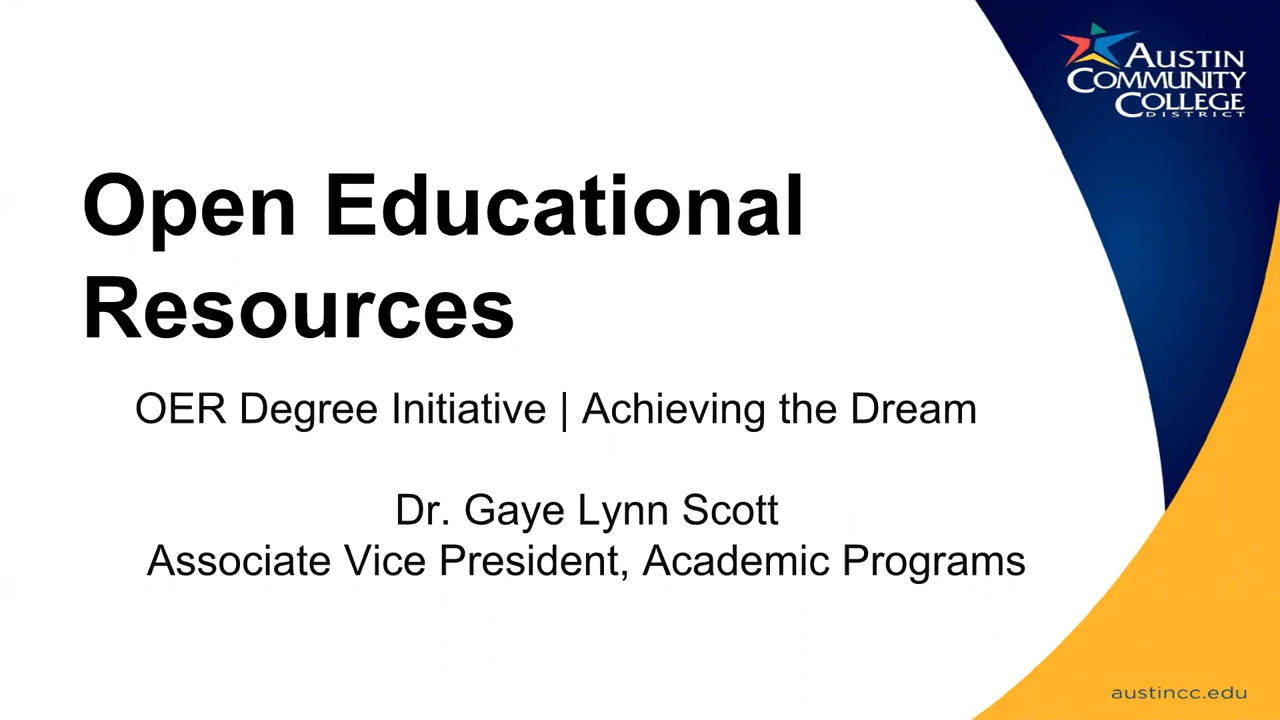 AUSTIN
COMMUNITY
COLLEGE
DISTRICT
Open Educational
Resources
OER Degree Initiative | Achieving the Dream
Dr. Gaye Lynn Scott
Associate Vice President, Academic Programs
austincc.edu